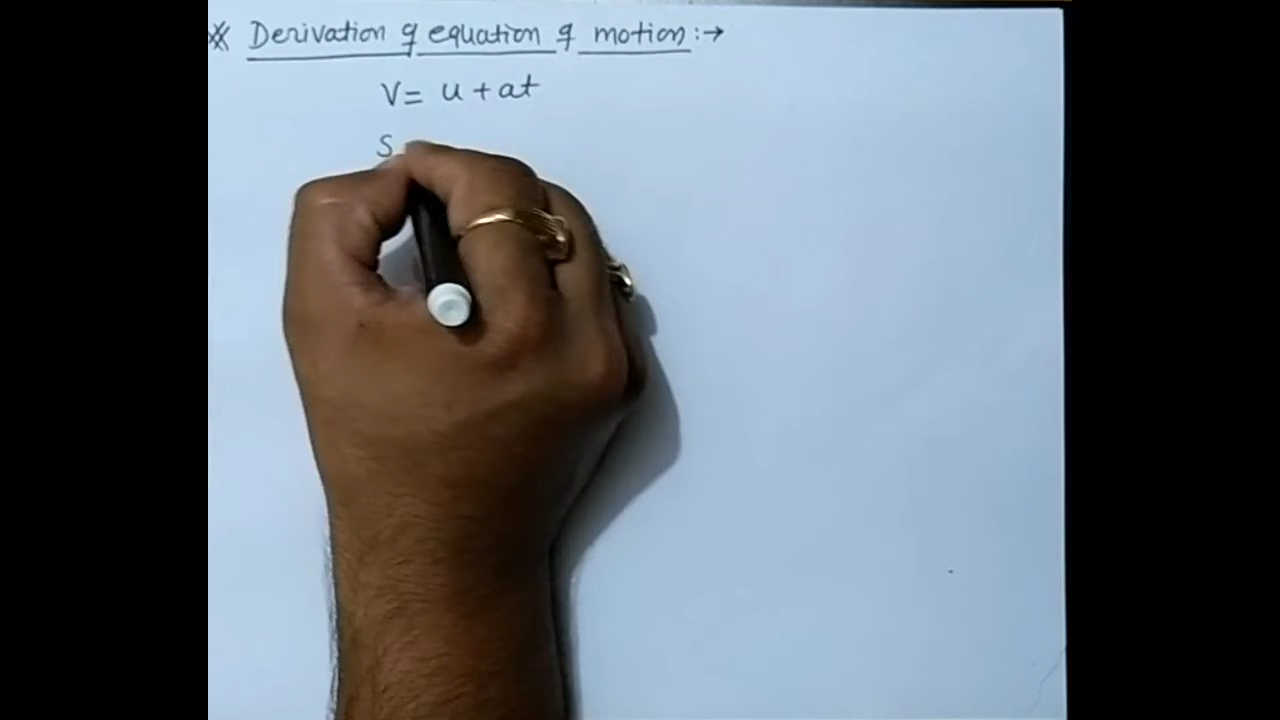 ※ Derivation of equation of motion :→
V = u + at
S